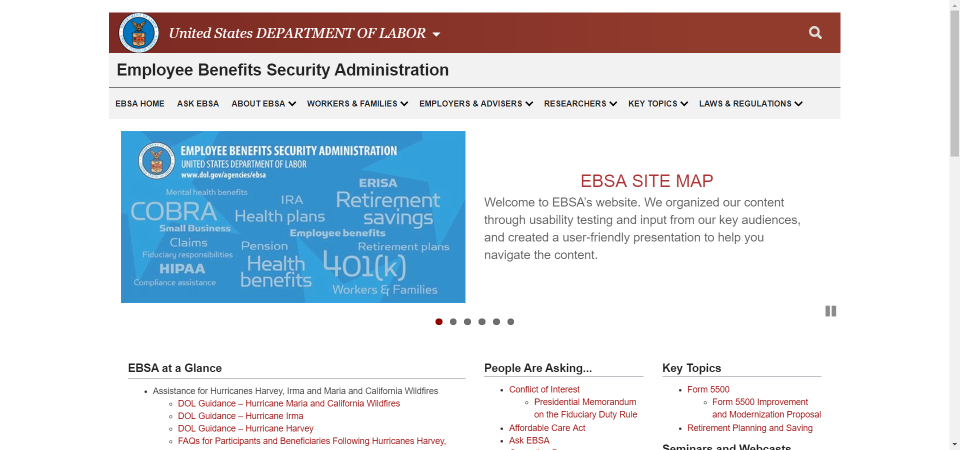 United States DEPARTMENT OF LABOR
Employee Benefits Security Administration
EBSA HOME ASK EBSA ABOUT EBSA WORKERS & FAMILIES EMPLOYERS & ADVISERS RESEARCHERS KEY TOPICS LAWS & REGULATIONS
EMPLOYEE BENEFITS SECURITY ADMINISTRATION
UNITED STATES DEPARTMENT OF LABOR
www.dol.gov/agencies/ebsa
ERISA
Mental health benefits
IRA
Retirement
savings
COBRA
Health plans
Small Business
Employee benefits
Claims
Pension
Retirement plans
Fiduciary responsibilities
HIPAA
Health
benefits
401(k)
Compliance assistance
Workers & Families
EBSA SITE MAP
Welcome to EBSA's website. We organized our content
through usability testing and input from our key audiences,
and created a user-friendly presentation to help you
navigate the content.
EBSA at a Glance
Assistance for Hurricanes Harvey, Irma and Maria and California Wildfires
DOL Guidance – Hurricane Maria and California Wildfires
DOL Guidance – Hurricane Irma
DOL Guidance – Hurricane Harvey
FAQs for Participants and Beneficiaries Following Hurricanes Harvey,
People Are Asking...
Conflict of Interest
Presidential Memorandum
on the Fiduciary Duty Rule
Affordable Care Act
Ask EBSA
Key Topics
Form 5500
Form 5500 Improvement
and Modernization Proposal
Retirement Planning and Saving
Seminars and Webcasts